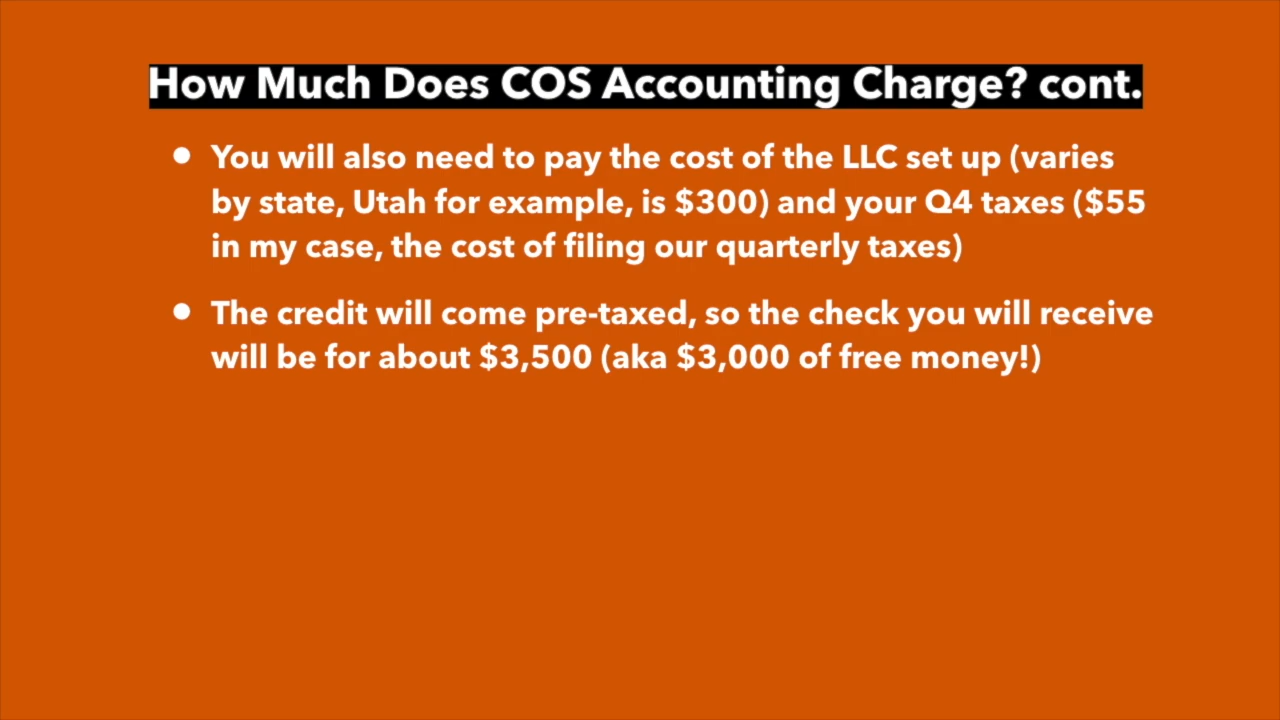 How Much Does COS Accounting Charge? cont.
• You will also need to pay the cost of the LLC set up (varies
by state, Utah for example, is $300) and your Q4 taxes ($55
in my case, the cost of filing our quarterly taxes)
• The credit will come pre-taxed, so the check you will receive
will be for about $3,500 (aka $3,000 of free money!)